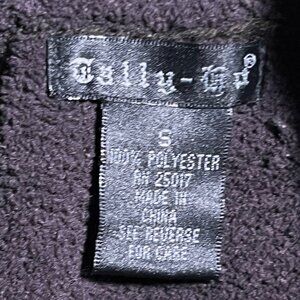 Tally-Ho®
S
100% POLYESTER
RN 25017
MADE IN
CHINA
SEE REVERSE
FOR CARE